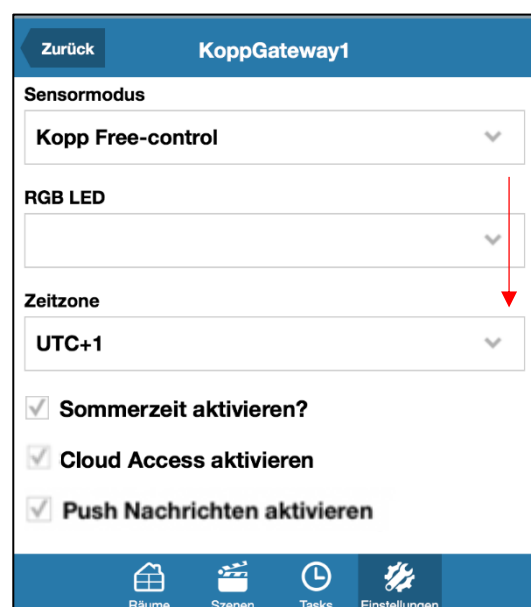 Zurück
KoppGateway1
Sensormodus
Kopp Free-control
RGB LED
Zeitzone
UTC+1
Sommerzeit aktivieren?
Cloud Access aktivieren
Push Nachrichten aktivieren
Räume Szenen Tasks Einstellungen